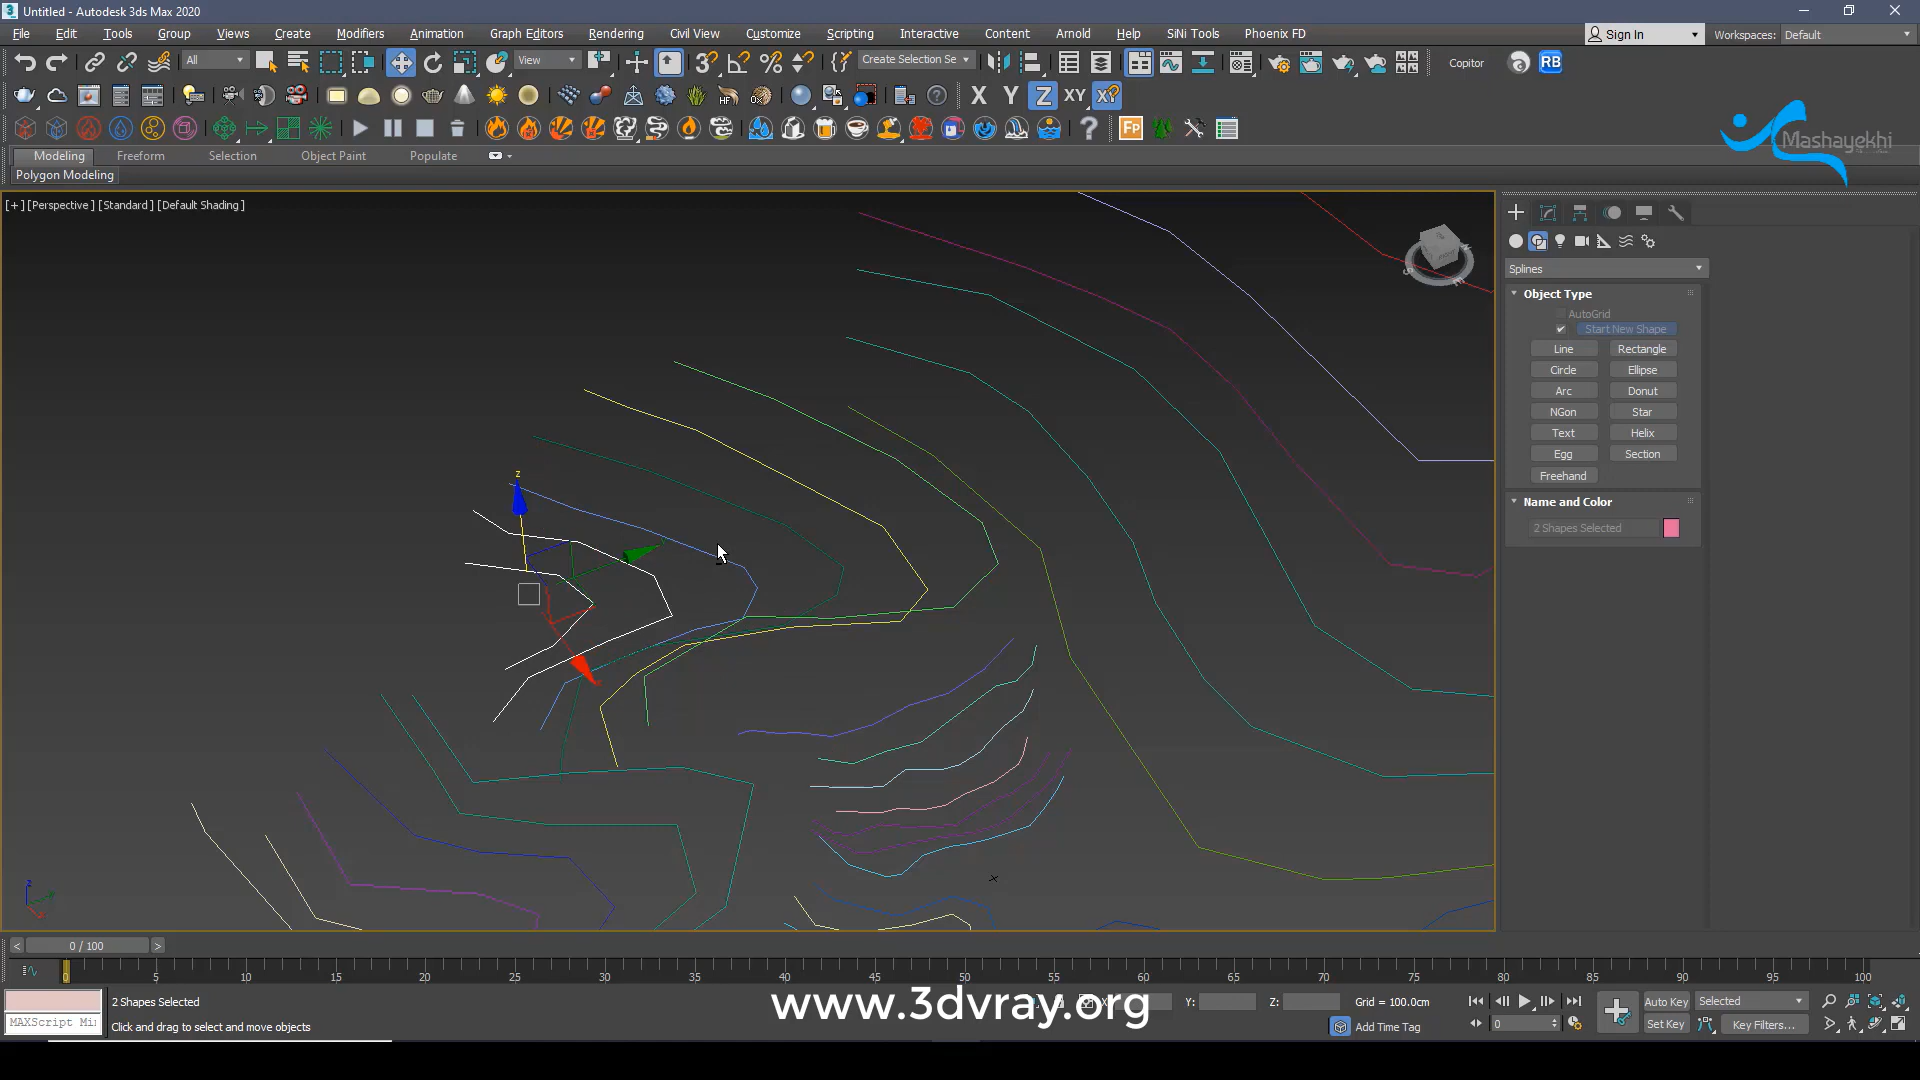 Untitled - Autodesk 3ds Max 2020
File Edit Tools Group Views Create Modifiers Animation Graph Editors Rendering Civil View Customize Scripting Interactive Content Arnold Help SiNi Tools Phoenix FD
Sign In Workspaces: Default
All View Create Selection Se Copitor RB
X Y Z XY
Fp
Mashayekhi
Modeling Freeform Selection Object Paint Populate
Polygon Modeling
[+] [Perspective] [Standard] [Default Shading]
Splines
Object Type
AutoGrid
Start New Shape
Line Rectangle
Circle Ellipse
Arc Donut
NGon Star
Text Helix
Egg Section
Freehand
Name and Color
2 Shapes Selected
z
0 / 100
0 5 10 15 20 25 30 35 40 45 50 55 60 65 70 75 80 85 90 95 100
2 Shapes Selected
MAXScript Mi
Click and drag to select and move objects
www.3dvray.org
Y: Z: Grid = 100.0cm
Add Time Tag
Auto Key Selected
Set Key Key Filters...
0